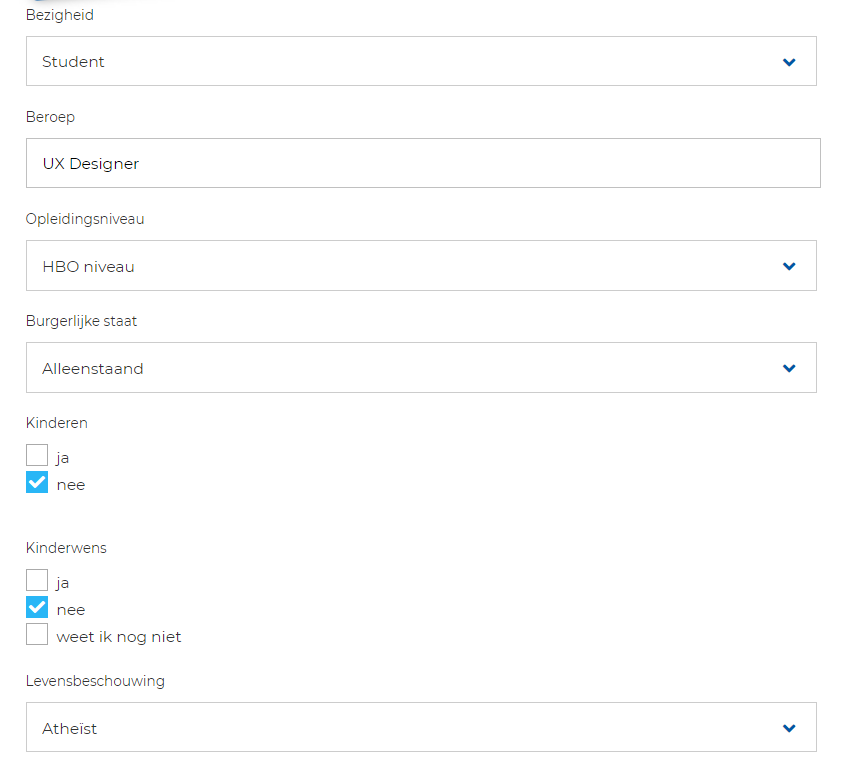 Bezigheid
Student
Beroep
UX Designer
Opleidingsniveau
HBO niveau
Burgerlijke staat
Alleenstaand
Kinderen
ja
nee
Kinderwens
ja
nee
weet ik nog niet
Levensbeschouwing
Atheïst